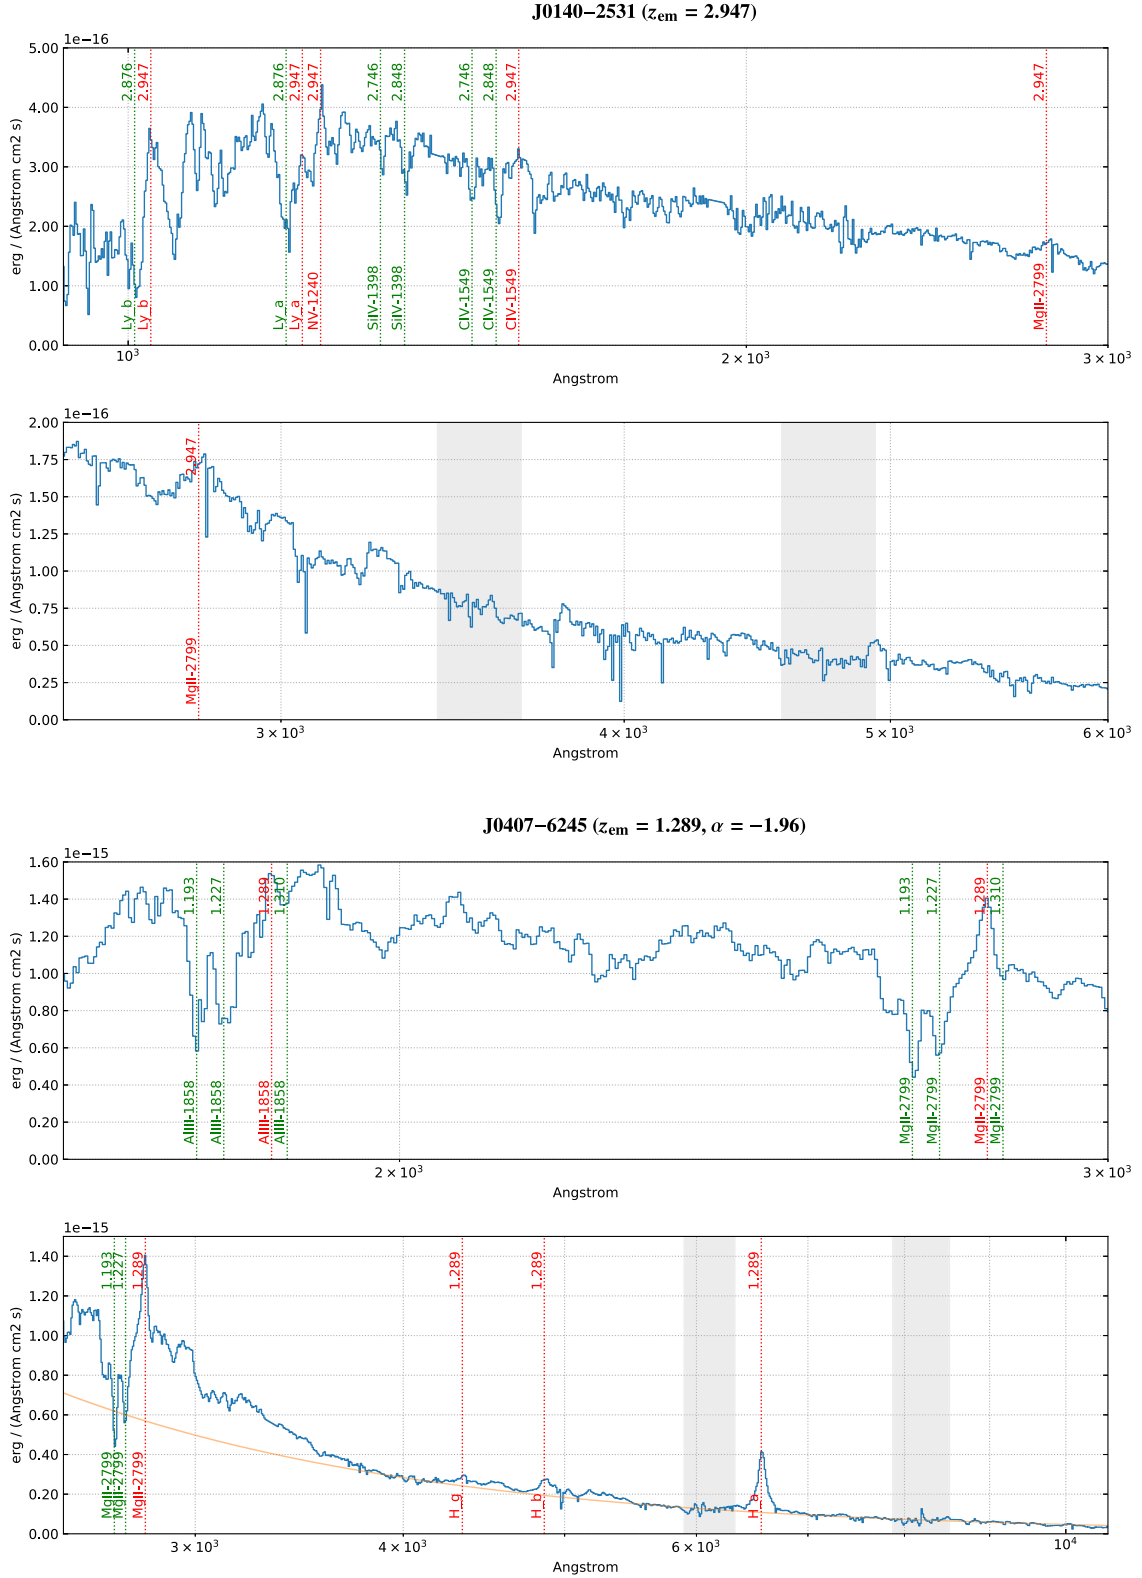 J0140−2531 (z_em = 2.947)
1e−16
5.00
4.00
3.00
2.00
1.00
0.00
erg / (Angstrom cm2 s)
2.876
2.947
2.876
2.947
2.947
2.746
2.848
2.746
2.848
2.947
2.947
Ly_b
Ly_b
Ly_a
Ly_a
NV-1240
SiIV-1398
SiIV-1398
CIV-1549
CIV-1549
CIV-1549
MgII-2799
10³
2 × 10³
3 × 10³
Angstrom
1e−16
2.00
1.75
1.50
1.25
1.00
0.75
0.50
0.25
0.00
erg / (Angstrom cm2 s)
2.947
MgII-2799
3 × 10³
4 × 10³
5 × 10³
6 × 10³
Angstrom
J0407−6245 (z_em = 1.289, α = −1.96)
1e−15
1.60
1.40
1.20
1.00
0.80
0.60
0.40
0.20
0.00
erg / (Angstrom cm2 s)
1.193
1.227
1.289
1.310
1.193
1.227
1.289
1.310
AlIII-1858
AlIII-1858
AlIII-1858
AlIII-1858
MgII-2799
MgII-2799
MgII-2799
MgII-2799
2 × 10³
3 × 10³
Angstrom
1e−15
1.40
1.20
1.00
0.80
0.60
0.40
0.20
0.00
erg / (Angstrom cm2 s)
1.193
1.227
1.289
1.289
1.289
1.289
MgII-2799
MgII-2799
MgII-2799
H_g
H_b
H_a
3 × 10³
4 × 10³
6 × 10³
10⁴
Angstrom